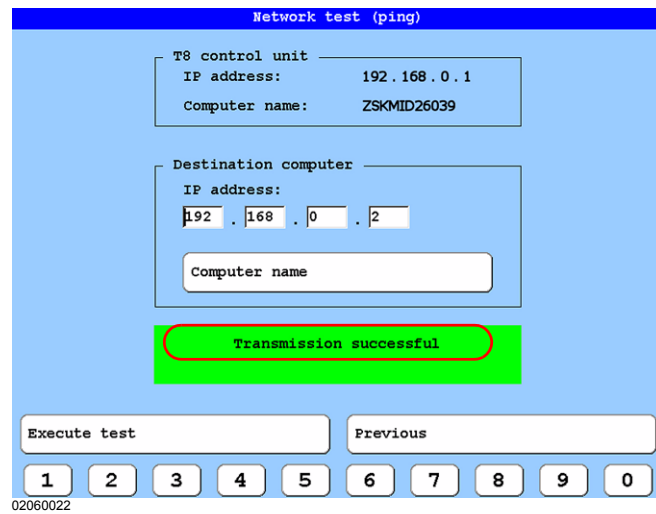 Network test (ping)
T8 control unit
IP address: 192.168.0.1
Computer name: ZSKMID26039
Destination computer
IP address:
192 . 168 . 0 . 2
Computer name
Transmission successful
Execute test Previous
1 2 3 4 5 6 7 8 9 0
02060022